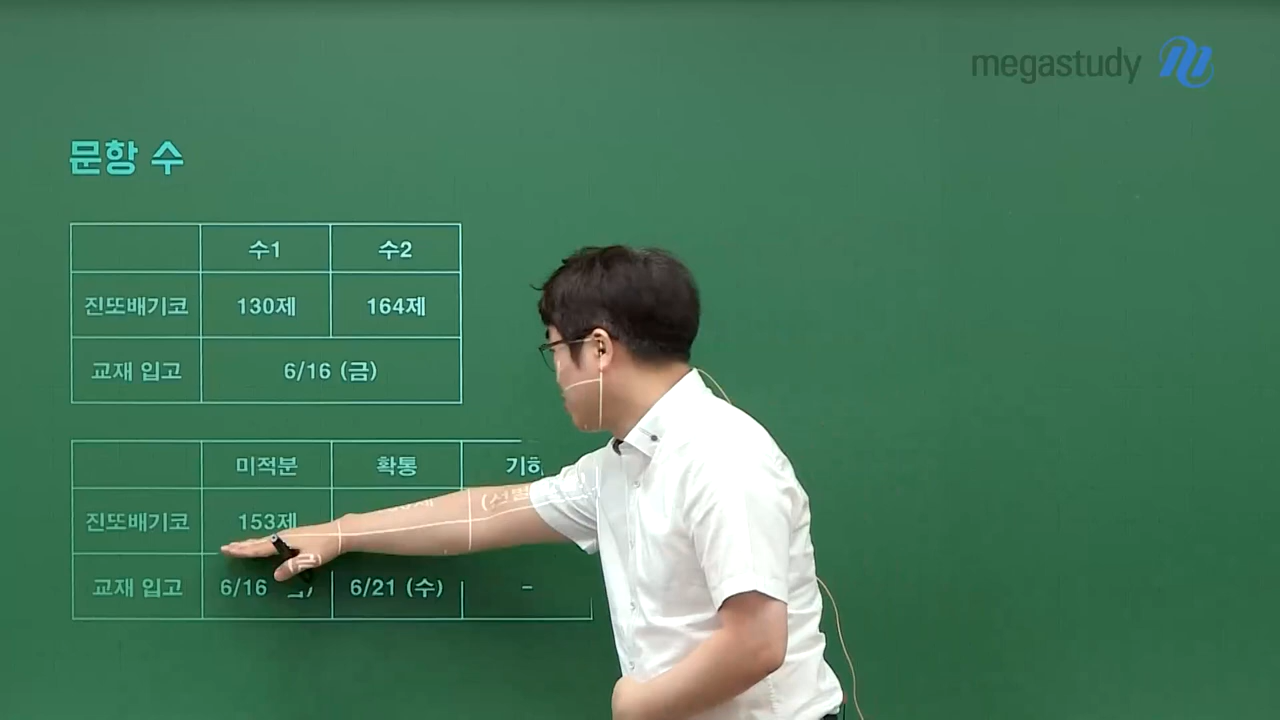 megastudy
문항 수
수1 수2
진또배기코 130제 164제
교재 입고 6/16 (금)
미적분 확통
진또배기코 153제
교재 입고 6/16 6/21 (수) -